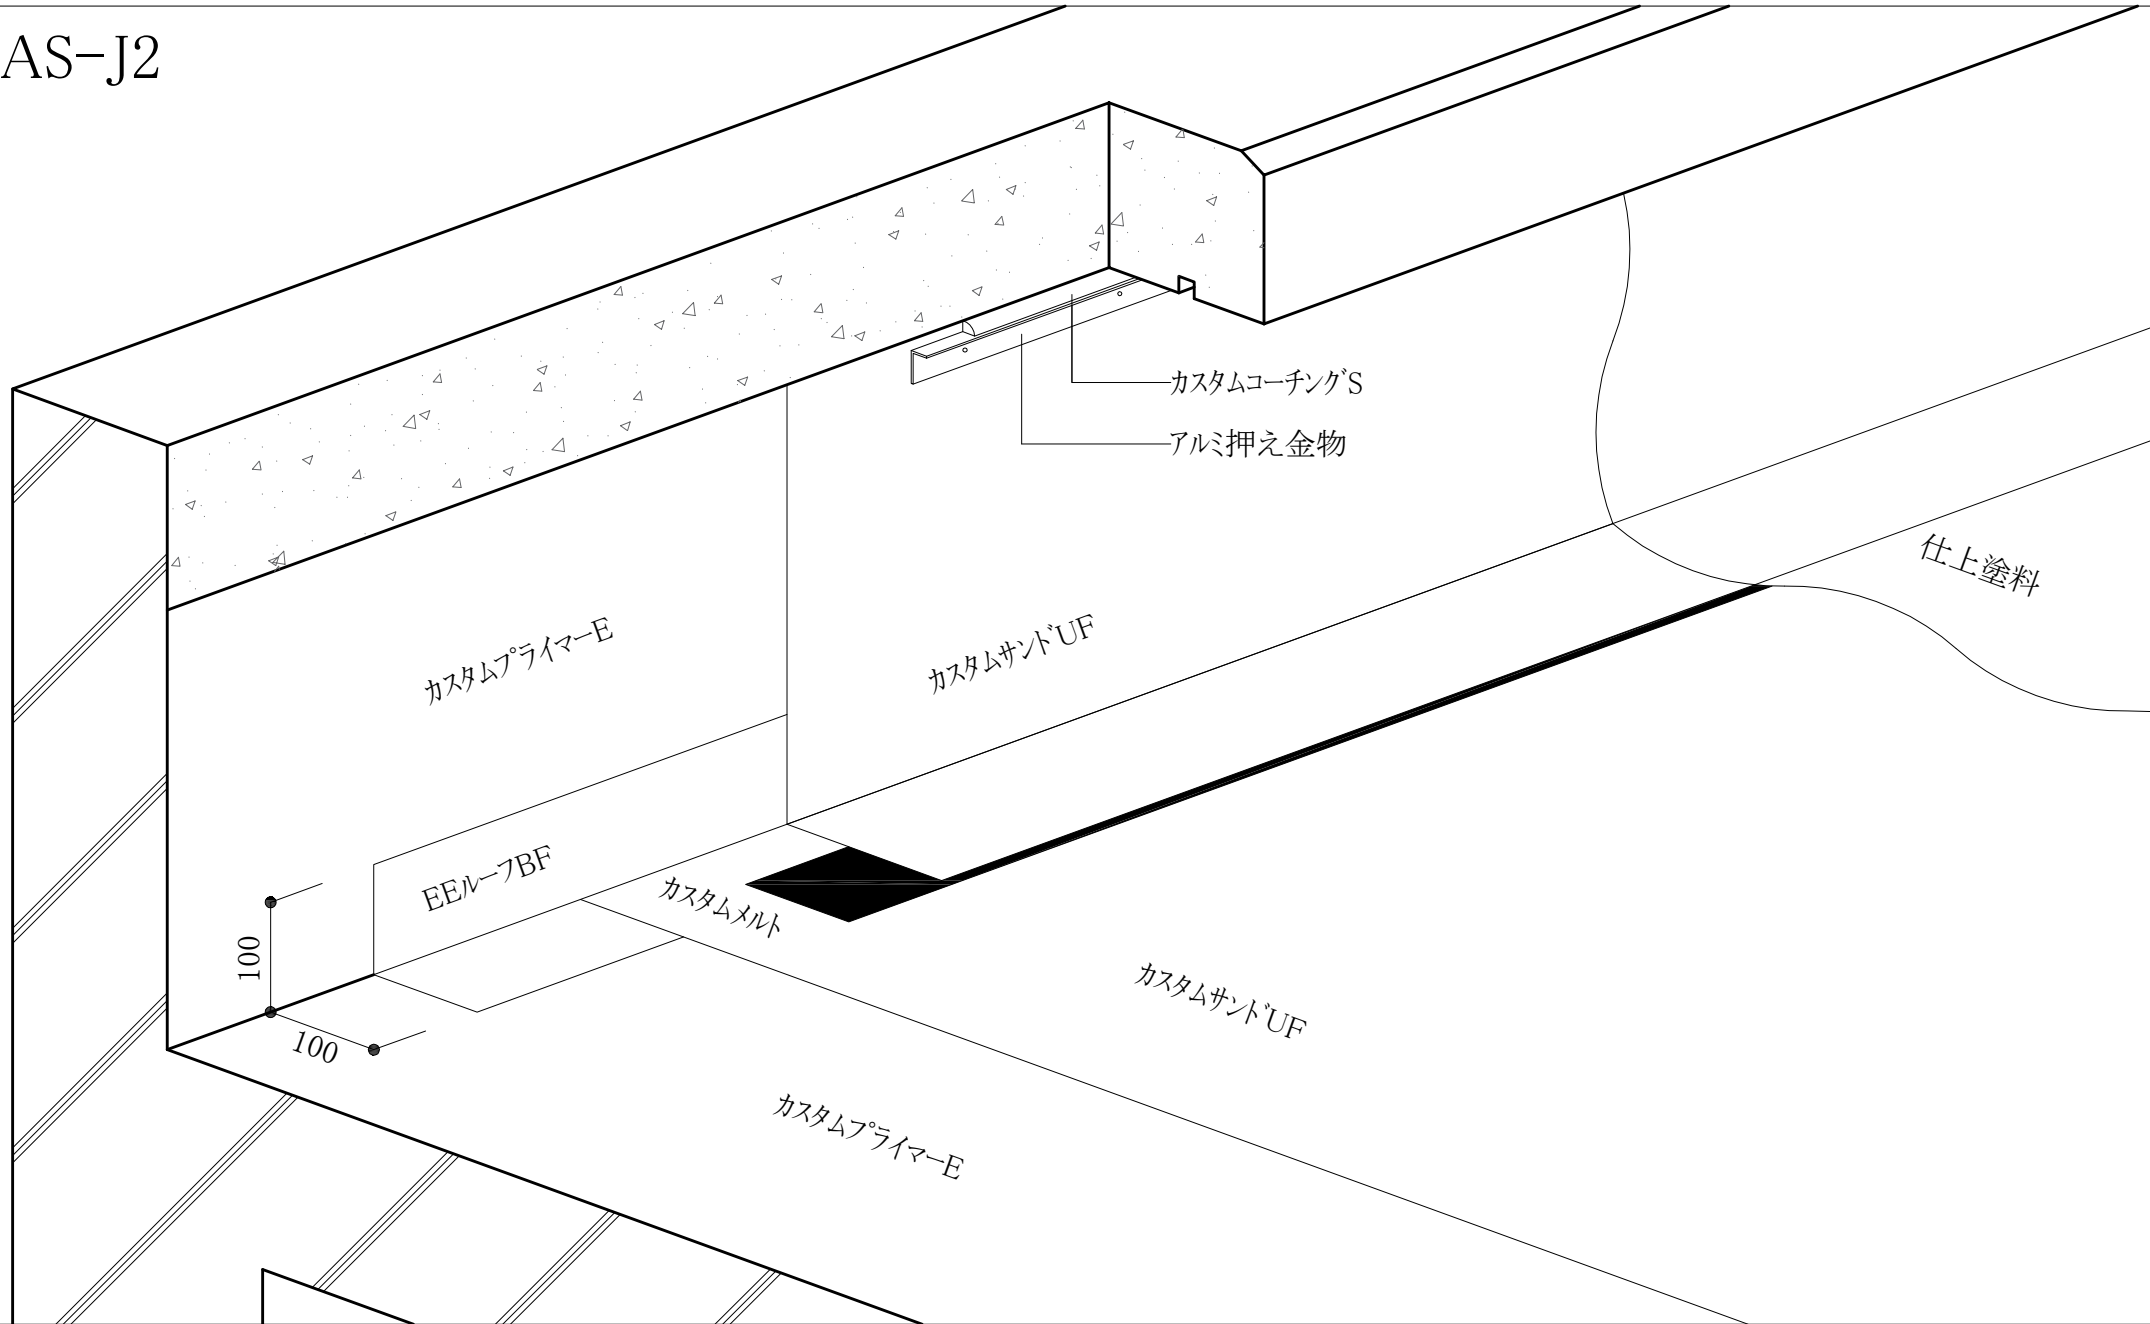 AS-J2
カスタムコーチングS
アルミ押え金物
仕上塗料
カスタムプライマーE
カスタムサンドUF
EEルーフBF
カスタムメルト
100
100
カスタムサンドUF
カスタムプライマーE